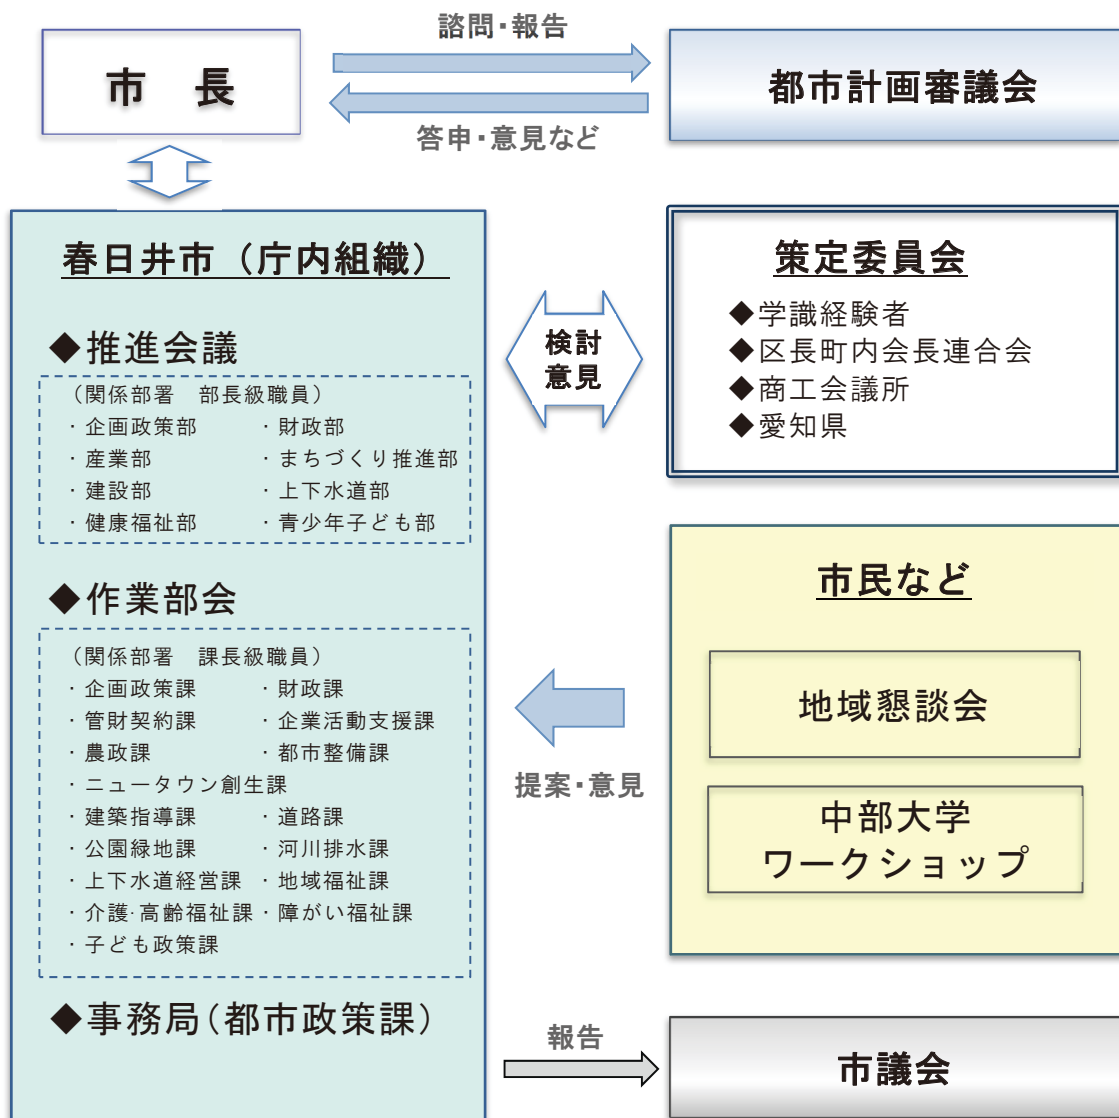 諮問・報告
市　長
都市計画審議会
答申・意見など
春日井市（庁内組織）
◆推進会議
（関係部署　部長級職員）
・企画政策部　・財政部
・産業部　・まちづくり推進部
・建設部　・上下水道部
・健康福祉部　・青少年子ども部
◆作業部会
（関係部署　課長級職員）
・企画政策課　・財政課
・管財契約課　・企業活動支援課
・農政課　・都市整備課
・ニュータウン創生課
・建築指導課　・道路課
・公園緑地課　・河川排水課
・上下水道経営課　・地域福祉課
・介護・高齢福祉課・障がい福祉課
・子ども政策課
◆事務局（都市政策課）
検討
意見
策定委員会
◆学識経験者
◆区長町内会長連合会
◆商工会議所
◆愛知県
提案・意見
市民など
地域懇談会
中部大学
ワークショップ
報告
市議会